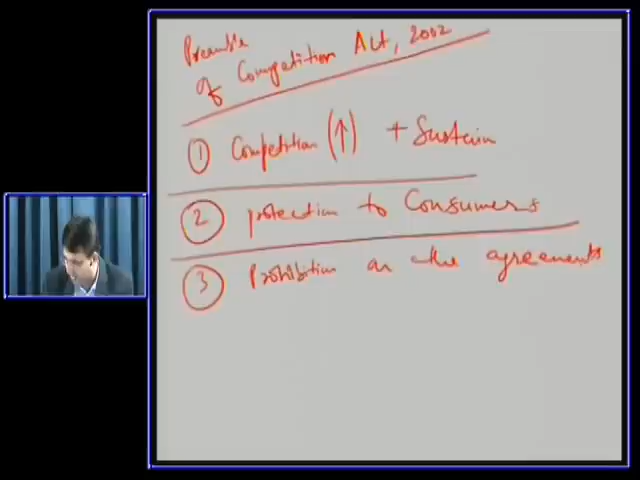 Preamble
of Competition Act, 2002
1 Competition (↑) + Sustain
2 protection to Consumers
3 Prohibition on the agreements